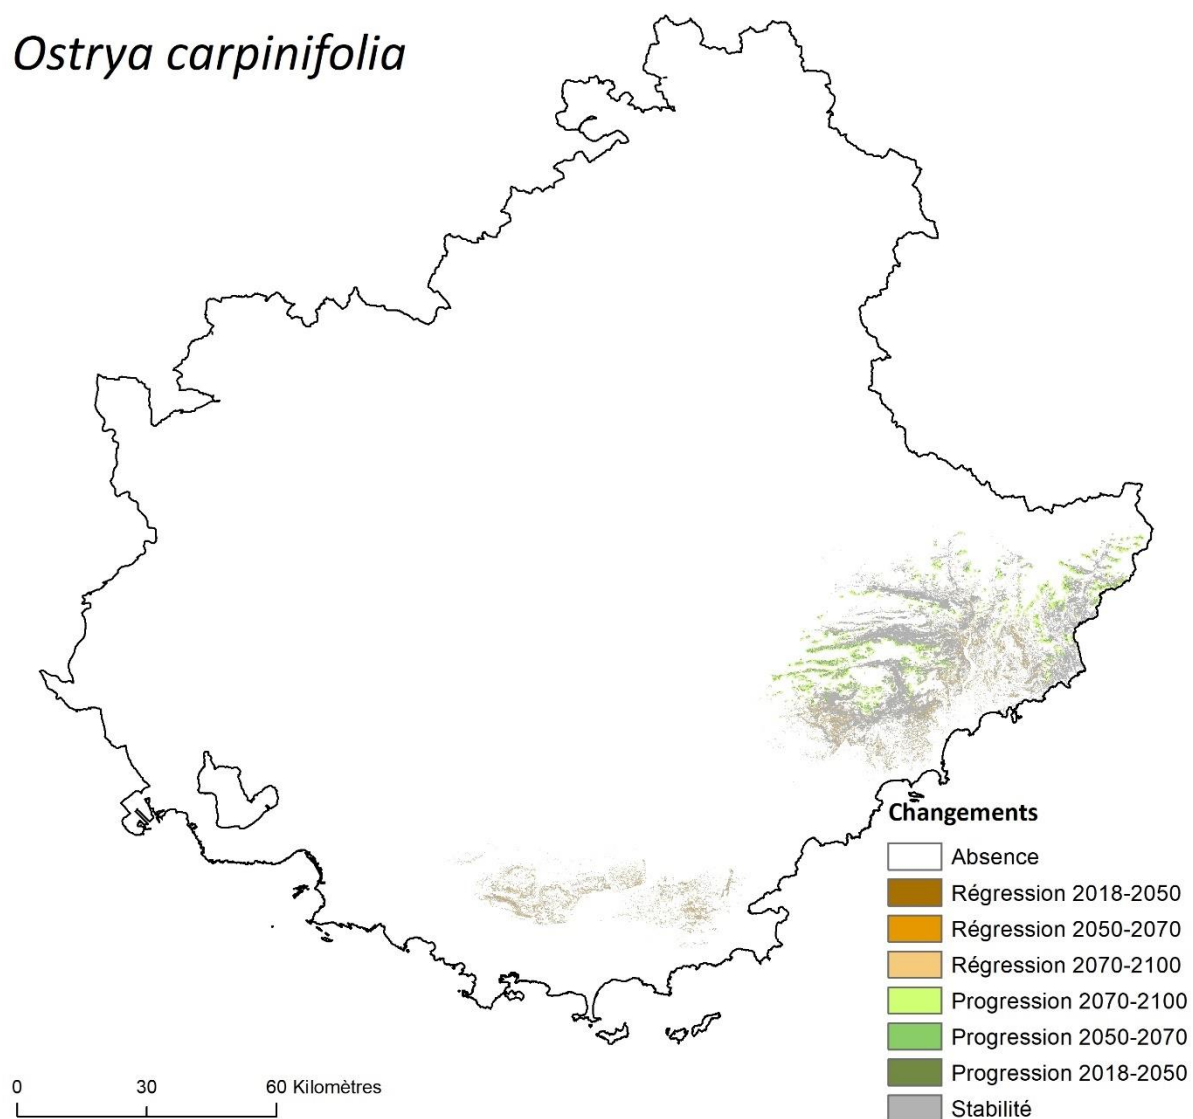 Ostrya carpinifolia
Changements
Absence
Régression 2018-2050
Régression 2050-2070
Régression 2070-2100
Progression 2070-2100
Progression 2050-2070
Progression 2018-2050
Stabilité
0 30 60 Kilomètres